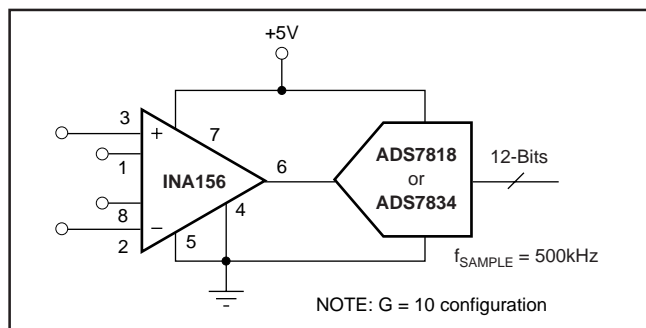 +5V
3
+
7
1
INA156
6
ADS7818
or
ADS7834
12-Bits
8
4
–
5
2
fSAMPLE = 500kHz
NOTE: G = 10 configuration